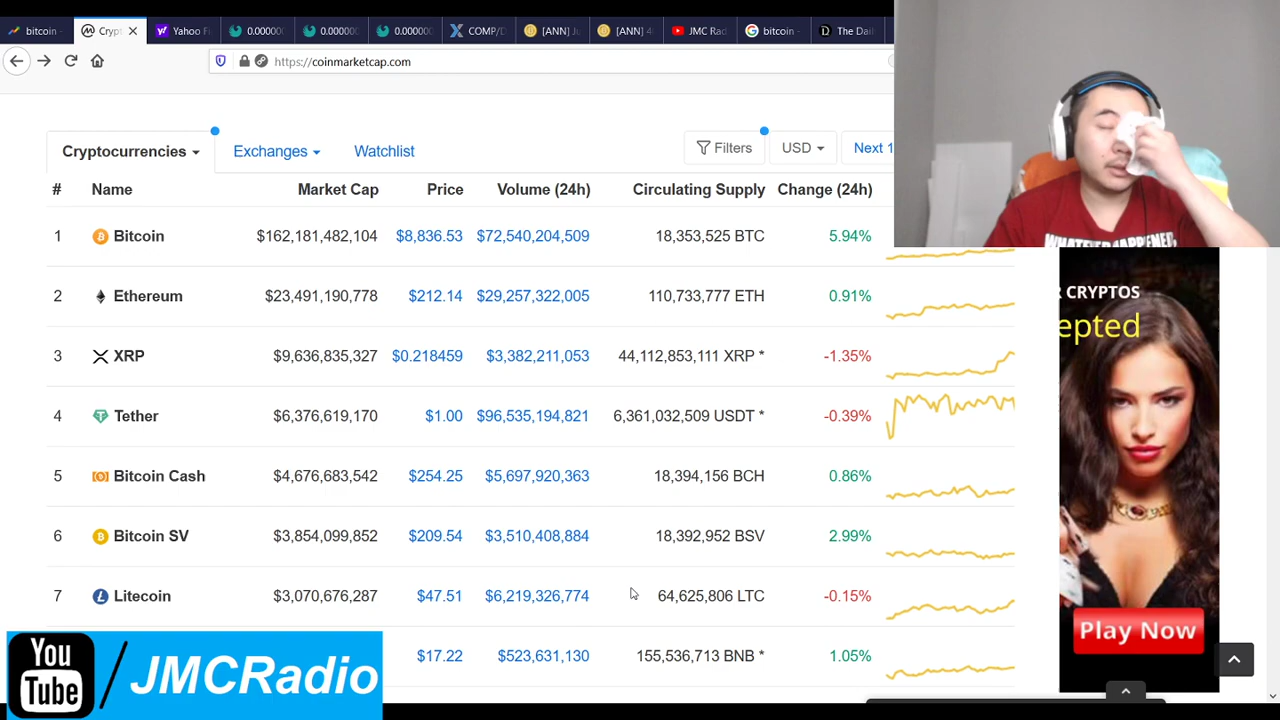 bitcoin
Crypt
Yahoo Fi
0.00000
0.00000
0.00000
COMP/D
[ANN] Ju
[ANN] 4
JMC Rad
bitcoin -
The Dail
https://coinmarketcap.com
Cryptocurrencies
Exchanges
Watchlist
Filters
USD
Next 1
# Name Market Cap Price Volume (24h) Circulating Supply Change (24h)
1 Bitcoin $162,181,482,104 $8,836.53 $72,540,204,509 18,353,525 BTC 5.94%
2 Ethereum $23,491,190,778 $212.14 $29,257,322,005 110,733,777 ETH 0.91%
3 XRP $9,636,835,327 $0.218459 $3,382,211,053 44,112,853,111 XRP * -1.35%
4 Tether $6,376,619,170 $1.00 $96,535,194,821 6,361,032,509 USDT * -0.39%
5 Bitcoin Cash $4,676,683,542 $254.25 $5,697,920,363 18,394,156 BCH 0.86%
6 Bitcoin SV $3,854,099,852 $209.54 $3,510,408,884 18,392,952 BSV 2.99%
7 Litecoin $3,070,676,287 $47.51 $6,219,326,774 64,625,806 LTC -0.15%
$17.22 $523,631,130 155,536,713 BNB * 1.05%
WHATEVER HAPPENED
R CRYPTOS
epted
Play Now
You
Tube
/JMCRadio